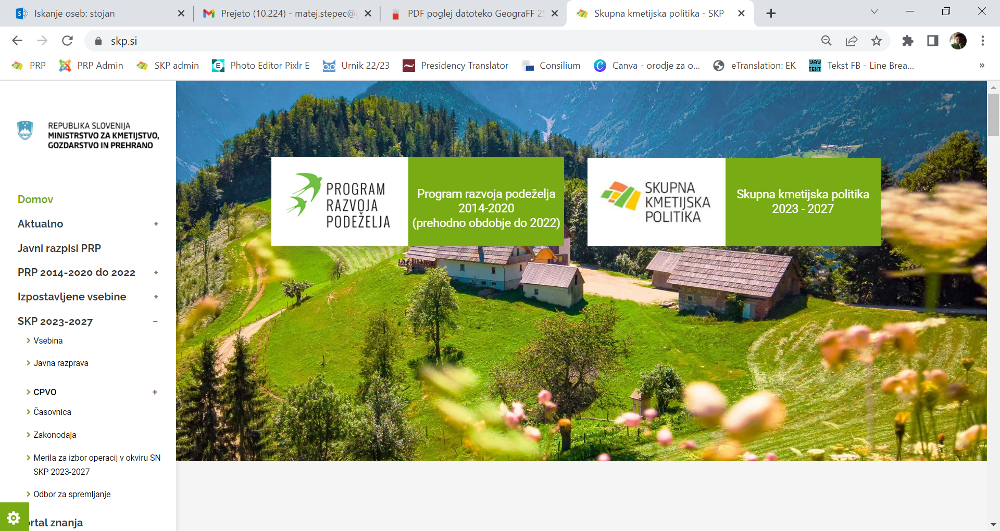 Iskanje oseb: stojan
Prejeto (10.224) - matej.stepec@
PDF poglej datoteko GeograFF 2
Skupna kmetijska politika - SKP
skp.si
PRP
PRP Admin
SKP admin
Photo Editor Pixlr E
Urnik 22/23
Presidency Translator
Consilium
Canva - orodje za o...
eTranslation: EK
Tekst FB - Line Brea...
REPUBLIKA SLOVENIJA
MINISTRSTVO ZA KMETIJSTVO,
GOZDARSTVO IN PREHRANO
Domov
Aktualno
Javni razpisi PRP
PRP 2014-2020 do 2022
Izpostavljene vsebine
SKP 2023-2027
Vsebina
Javna razprava
CPVO
Časovnica
Zakonodaja
Merila za izbor operacij v okviru SN
SKP 2023-2027
Odbor za spremljanje
ortal znanja
PROGRAM
RAZVOJA
PODEŽELJA
Program razvoja podeželja
2014-2020
(prehodno obdobje do 2022)
SKUPNA
KMETIJSKA
POLITIKA
Skupna kmetijska politika
2023 - 2027